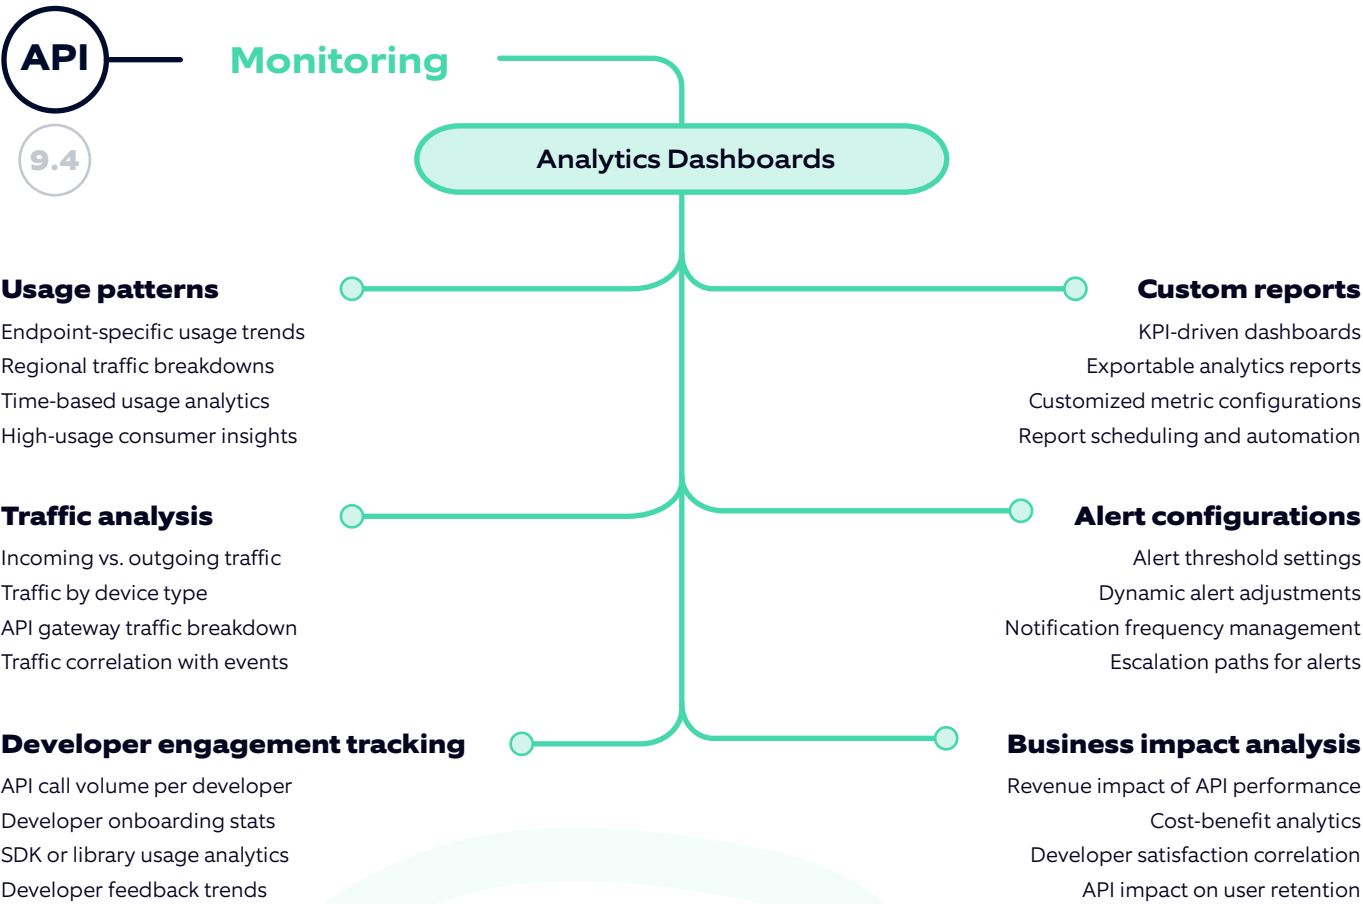 API
Monitoring
9.4
Analytics Dashboards
Usage patterns
Endpoint-specific usage trends
Regional traffic breakdowns
Time-based usage analytics
High-usage consumer insights
Custom reports
KPI-driven dashboards
Exportable analytics reports
Customized metric configurations
Report scheduling and automation
Traffic analysis
Incoming vs. outgoing traffic
Traffic by device type
API gateway traffic breakdown
Traffic correlation with events
Alert configurations
Alert threshold settings
Dynamic alert adjustments
Notification frequency management
Escalation paths for alerts
Developer engagement tracking
API call volume per developer
Developer onboarding stats
SDK or library usage analytics
Developer feedback trends
Business impact analysis
Revenue impact of API performance
Cost-benefit analytics
Developer satisfaction correlation
API impact on user retention